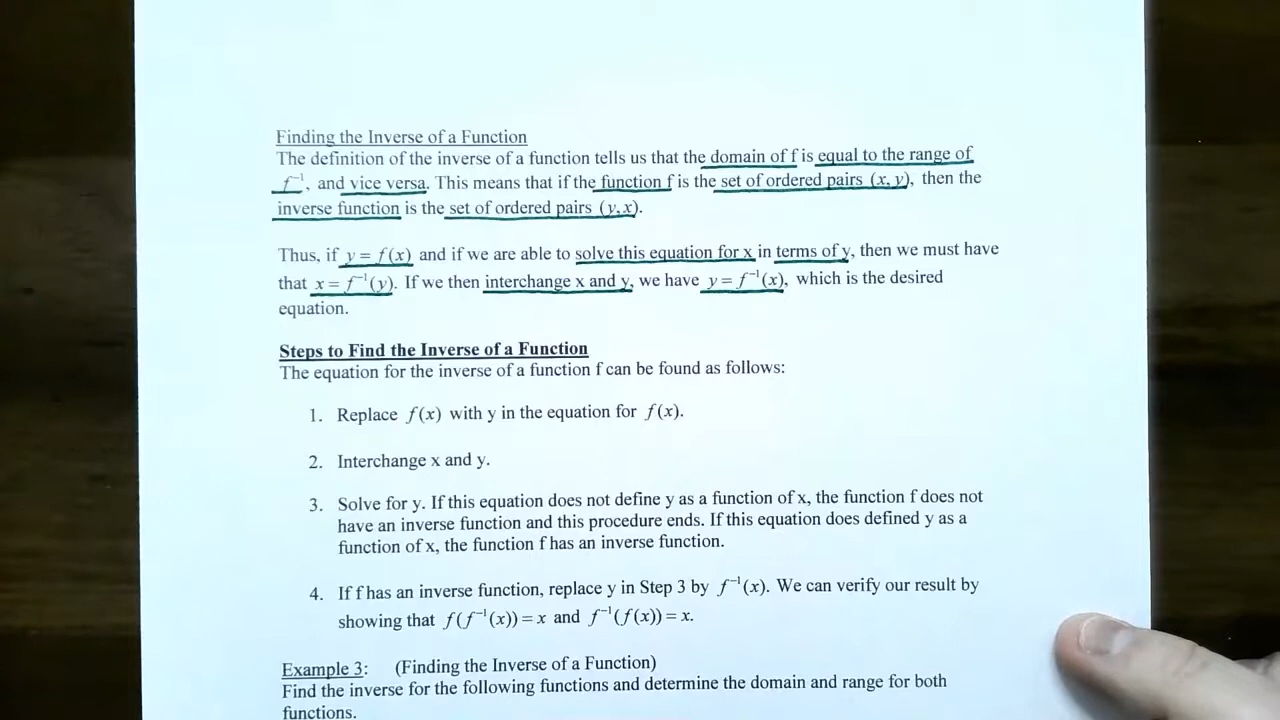 Finding the Inverse of a Function
The definition of the inverse of a function tells us that the domain of f is equal to the range of
f⁻¹, and vice versa. This means that if the function f is the set of ordered pairs (x, y), then the
inverse function is the set of ordered pairs (y, x).
Thus, if y = f(x) and if we are able to solve this equation for x in terms of y, then we must have
that x = f⁻¹(y). If we then interchange x and y, we have y = f⁻¹(x), which is the desired
equation.
Steps to Find the Inverse of a Function
The equation for the inverse of a function f can be found as follows:
1. Replace f(x) with y in the equation for f(x).
2. Interchange x and y.
3. Solve for y. If this equation does not define y as a function of x, the function f does not
have an inverse function and this procedure ends. If this equation does defined y as a
function of x, the function f has an inverse function.
4. If f has an inverse function, replace y in Step 3 by f⁻¹(x). We can verify our result by
showing that f(f⁻¹(x)) = x and f⁻¹(f(x)) = x.
Example 3: (Finding the Inverse of a Function)
Find the inverse for the following functions and determine the domain and range for both
functions.